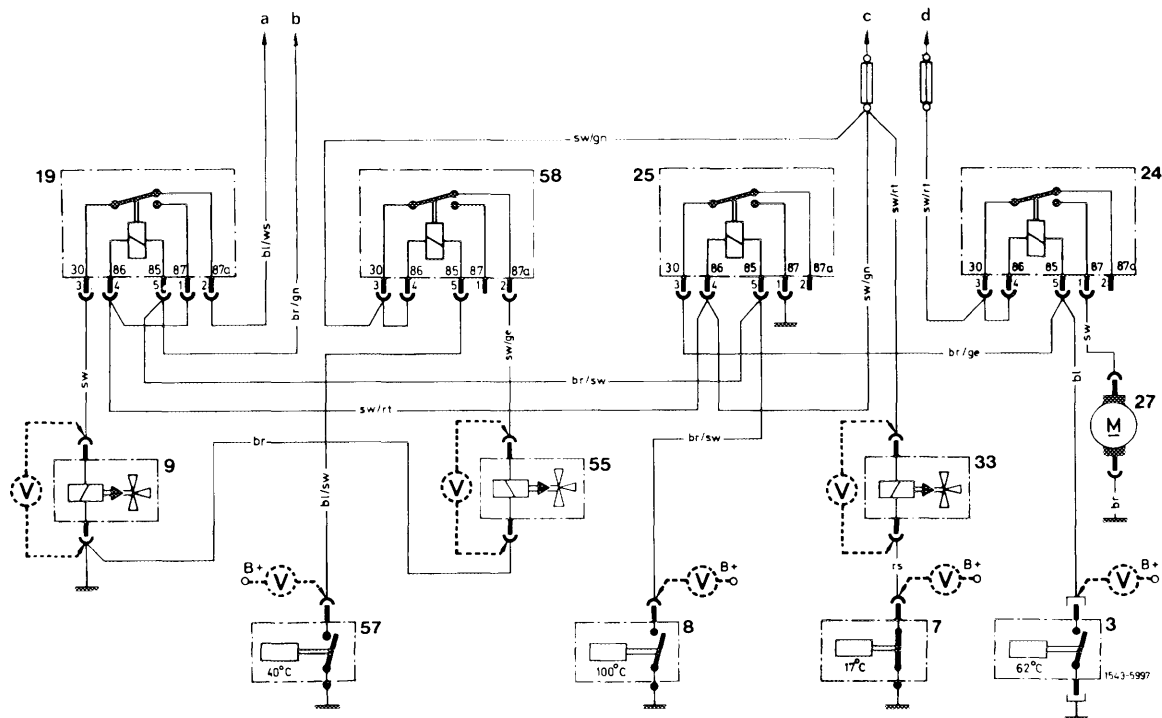 a b c d
sw/gn
19 58 25 24
bl/ws br/gn sw/gn sw/rt sw/rt
30 86 85 87 87a
3 4 5 1 2
30 86 85 87 87a
3 4 5 1 2
30 86 85 87 87a
3 4 5 1 2
30 86 85 87 87a
3 4 5 1 2
sw sw/ge br/ge sw
br/sw bl
sw/rt 27
M
br br/sw
9 55 33
V V V
bl/sw br
rs
B+ V V B+ V B+ V B+
57 8 7 3
40°C 100°C 17°C 62°C
1543-5997